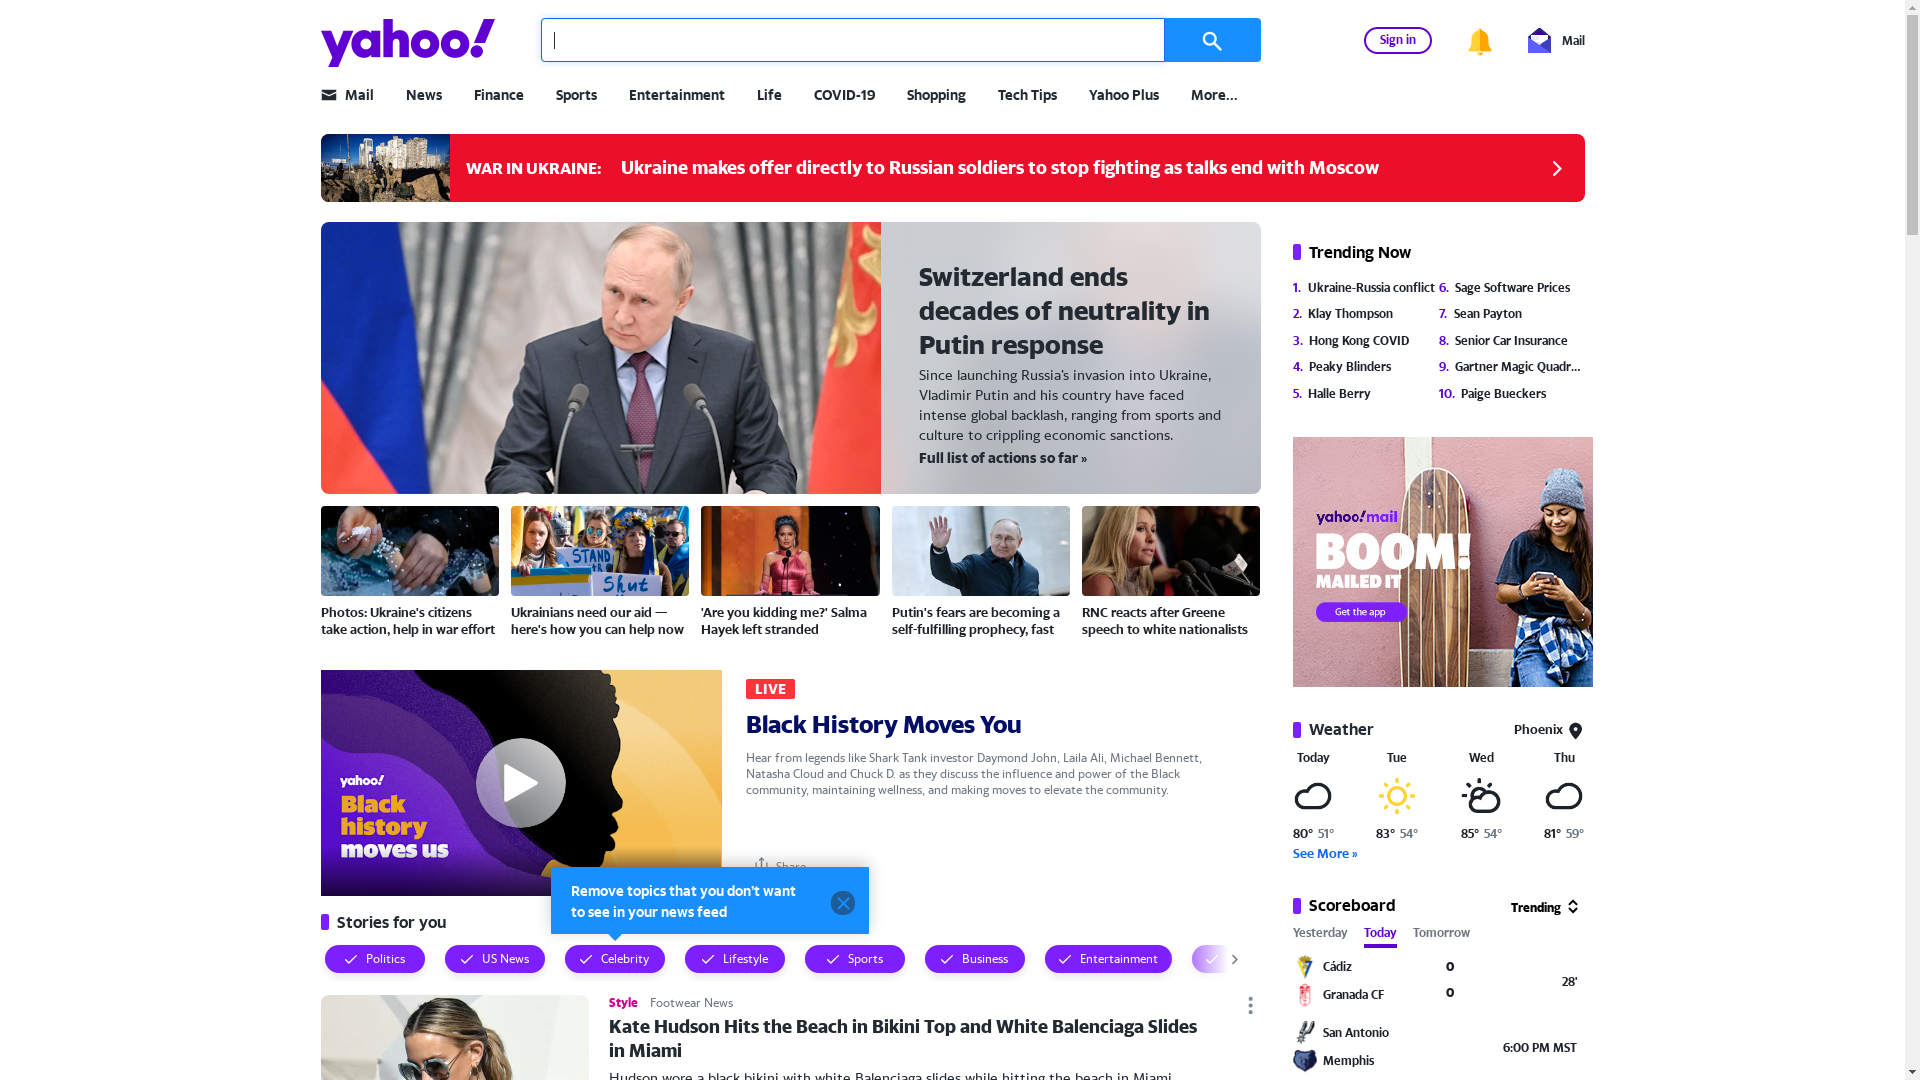 yahoo!
Sign in
Mail
Mail
News
Finance
Sports
Entertainment
Life
COVID-19
Shopping
Tech Tips
Yahoo Plus
More...
WAR IN UKRAINE:
Ukraine makes offer directly to Russian soldiers to stop fighting as talks end with Moscow
Switzerland ends
decades of neutrality in
Putin response
Since launching Russia's invasion into Ukraine,
Vladimir Putin and his country have faced
intense global backlash, ranging from sports and
culture to crippling economic sanctions.
Full list of actions so far »
STAND
Shut
Photos: Ukraine's citizens
take action, help in war effort
Ukrainians need our aid —
here's how you can help now
'Are you kidding me?' Salma
Hayek left stranded
Putin's fears are becoming a
self-fulfilling prophecy, fast
RNC reacts after Greene
speech to white nationalists
yahoo!
Black
history
moves us
LIVE
Black History Moves You
Hear from legends like Shark Tank investor Daymond John, Laila Ali, Michael Bennett,
Natasha Cloud and Chuck D. as they discuss the influence and power of the Black
community, maintaining wellness, and making moves to elevate the community.
Share
Remove topics that you don't want
to see in your news feed
Stories for you
Politics
US News
Celebrity
Lifestyle
Sports
Business
Entertainment
Style
Footwear News
Kate Hudson Hits the Beach in Bikini Top and White Balenciaga Slides
in Miami
Hudson wore a black bikini with white Balenciaga slides while hitting the beach in Miami.
Trending Now
1. Ukraine-Russia conflict
2. Klay Thompson
3. Hong Kong COVID
4. Peaky Blinders
5. Halle Berry
6. Sage Software Prices
7. Sean Payton
8. Senior Car Insurance
9. Gartner Magic Quadr...
10. Paige Bueckers
yahoo!mail
BOOM!
MAILED IT
Get the app
Weather
Phoenix
Today
Tue
Wed
Thu
80° 51°
83° 54°
85° 54°
81° 59°
See More »
Scoreboard
Trending
Yesterday
Today
Tomorrow
Cádiz 0
28'
Granada CF 0
San Antonio
6:00 PM MST
Memphis